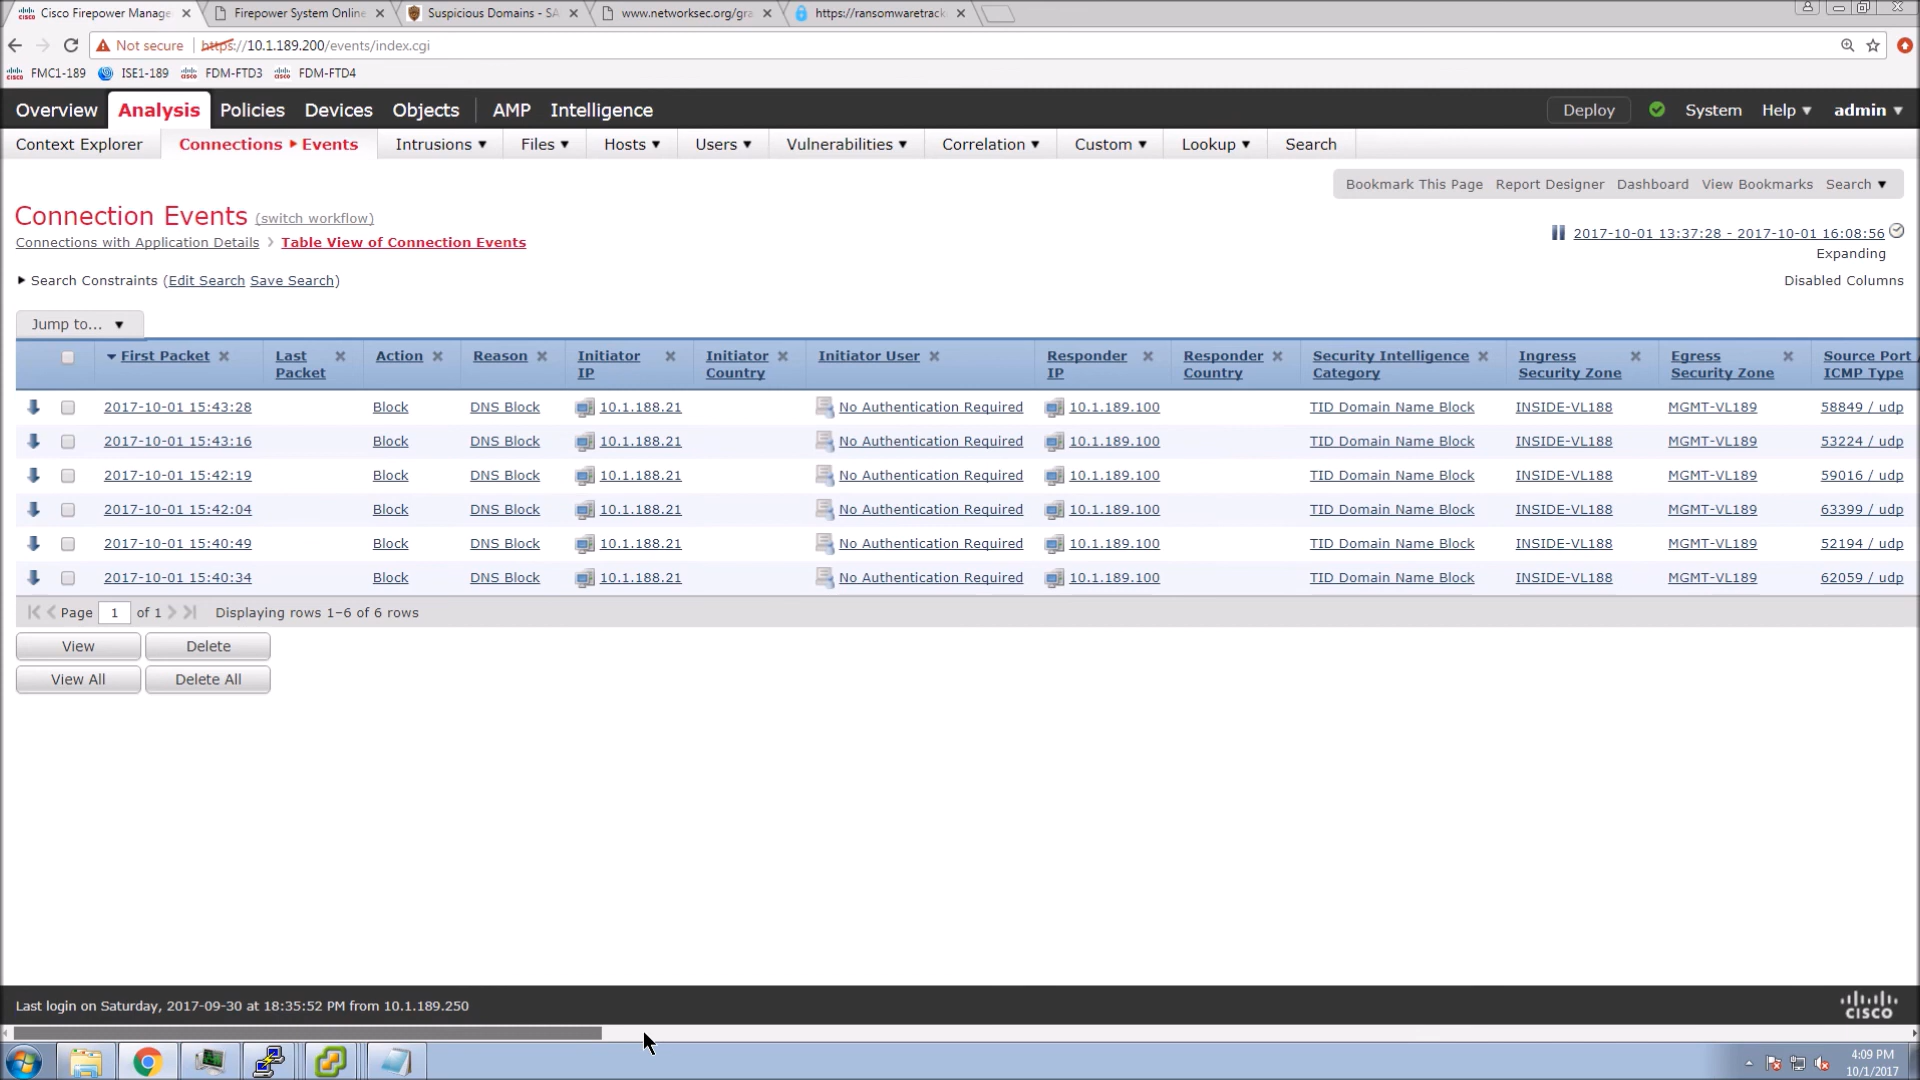 Cisco Firepower Manage
Firepower System Online
Suspicious Domains - SA
www.networksec.org/gra
https://ransomwaretrack
Not secure https://10.1.189.200/events/index.cgi
FMC1-189 ISE1-189 FDM-FTD3 FDM-FTD4
Overview Analysis Policies Devices Objects AMP Intelligence Deploy System Help admin
Context Explorer Connections Events Intrusions Files Hosts Users Vulnerabilities Correlation Custom Lookup Search
Bookmark This Page Report Designer Dashboard View Bookmarks Search
Connection Events (switch workflow)
2017-10-01 13:37:28 - 2017-10-01 16:08:56
Connections with Application Details > Table View of Connection Events
Expanding
Search Constraints (Edit Search Save Search)
Disabled Columns
Jump to...
First Packet Last Packet Action Reason Initiator IP Initiator Country Initiator User Responder IP Responder Country Security Intelligence Category Ingress Security Zone Egress Security Zone Source Port / ICMP Type
2017-10-01 15:43:28 Block DNS Block 10.1.188.21 No Authentication Required 10.1.189.100 TID Domain Name Block INSIDE-VL188 MGMT-VL189 58849 / udp
2017-10-01 15:43:16 Block DNS Block 10.1.188.21 No Authentication Required 10.1.189.100 TID Domain Name Block INSIDE-VL188 MGMT-VL189 53224 / udp
2017-10-01 15:42:19 Block DNS Block 10.1.188.21 No Authentication Required 10.1.189.100 TID Domain Name Block INSIDE-VL188 MGMT-VL189 59016 / udp
2017-10-01 15:42:04 Block DNS Block 10.1.188.21 No Authentication Required 10.1.189.100 TID Domain Name Block INSIDE-VL188 MGMT-VL189 63399 / udp
2017-10-01 15:40:49 Block DNS Block 10.1.188.21 No Authentication Required 10.1.189.100 TID Domain Name Block INSIDE-VL188 MGMT-VL189 52194 / udp
2017-10-01 15:40:34 Block DNS Block 10.1.188.21 No Authentication Required 10.1.189.100 TID Domain Name Block INSIDE-VL188 MGMT-VL189 62059 / udp
Page 1 of 1 Displaying rows 1–6 of 6 rows
View Delete
View All Delete All
Last login on Saturday, 2017-09-30 at 18:35:52 PM from 10.1.189.250
CISCO
4:09 PM
10/1/2017